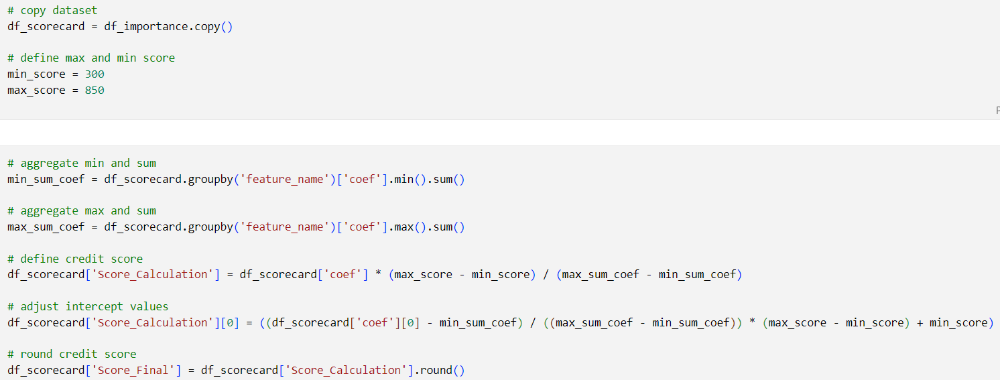 # copy dataset
df_scorecard = df_importance.copy()
# define max and min score
min_score = 300
max_score = 850
# aggregate min and sum
min_sum_coef = df_scorecard.groupby('feature_name')['coef'].min().sum()
# aggregate max and sum
max_sum_coef = df_scorecard.groupby('feature_name')['coef'].max().sum()
# define credit score
df_scorecard['Score_Calculation'] = df_scorecard['coef'] * (max_score - min_score) / (max_sum_coef - min_sum_coef)
# adjust intercept values
df_scorecard['Score_Calculation'][0] = ((df_scorecard['coef'][0] - min_sum_coef) / ((max_sum_coef - min_sum_coef)) * (max_score - min_score) + min_score)
# round credit score
df_scorecard['Score_Final'] = df_scorecard['Score_Calculation'].round()